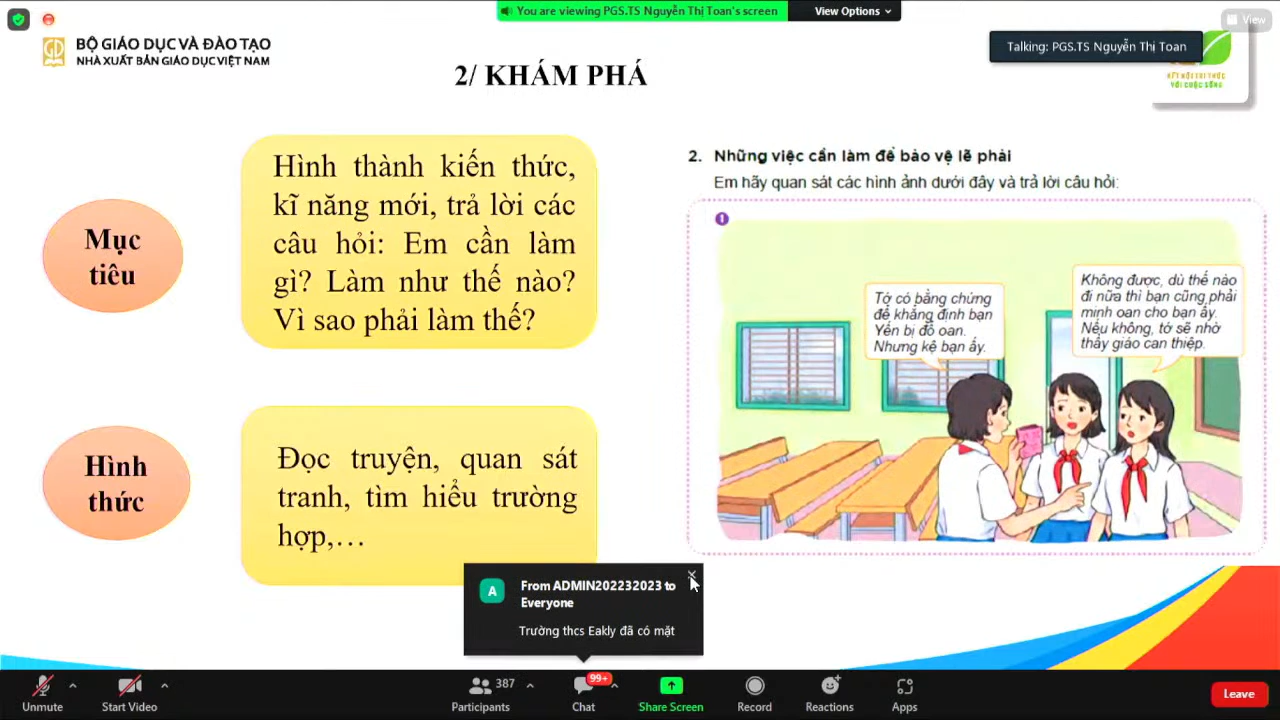 You are viewing PGS.TS Nguyễn Thị Toan's screen
View Options
View
BỘ GIÁO DỤC VÀ ĐÀO TẠO
NHÀ XUẤT BẢN GIÁO DỤC VIỆT NAM
Talking: PGS.TS Nguyễn Thị Toan
KẾT NỐI TRI THỨC
VỚI CUỘC SỐNG
2/ KHÁM PHÁ
Mục
tiêu
Hình thành kiến thức,
kĩ năng mới, trả lời các
câu hỏi: Em cần làm
gì? Làm như thế nào?
Vì sao phải làm thế?
Hình
thức
Đọc truyện, quan sát
tranh, tìm hiểu trường
hợp,...
2. Những việc cần làm để bảo vệ lẽ phải
Em hãy quan sát các hình ảnh dưới đây và trả lời câu hỏi:
1
Tớ có bằng chứng
để khẳng định bạn
Yến bị đổ oan.
Nhưng kệ bạn ấy.
Không được, dù thế nào
đi nữa thì bạn cũng phải
minh oan cho bạn ấy.
Nếu không, tớ sẽ nhờ
thầy giáo can thiệp.
A
From ADMIN202232023 to
Everyone
Trường thcs Eakly đã có mặt
Unmute
Start Video
387
Participants
99+
Chat
Share Screen
Record
Reactions
Apps
Leave